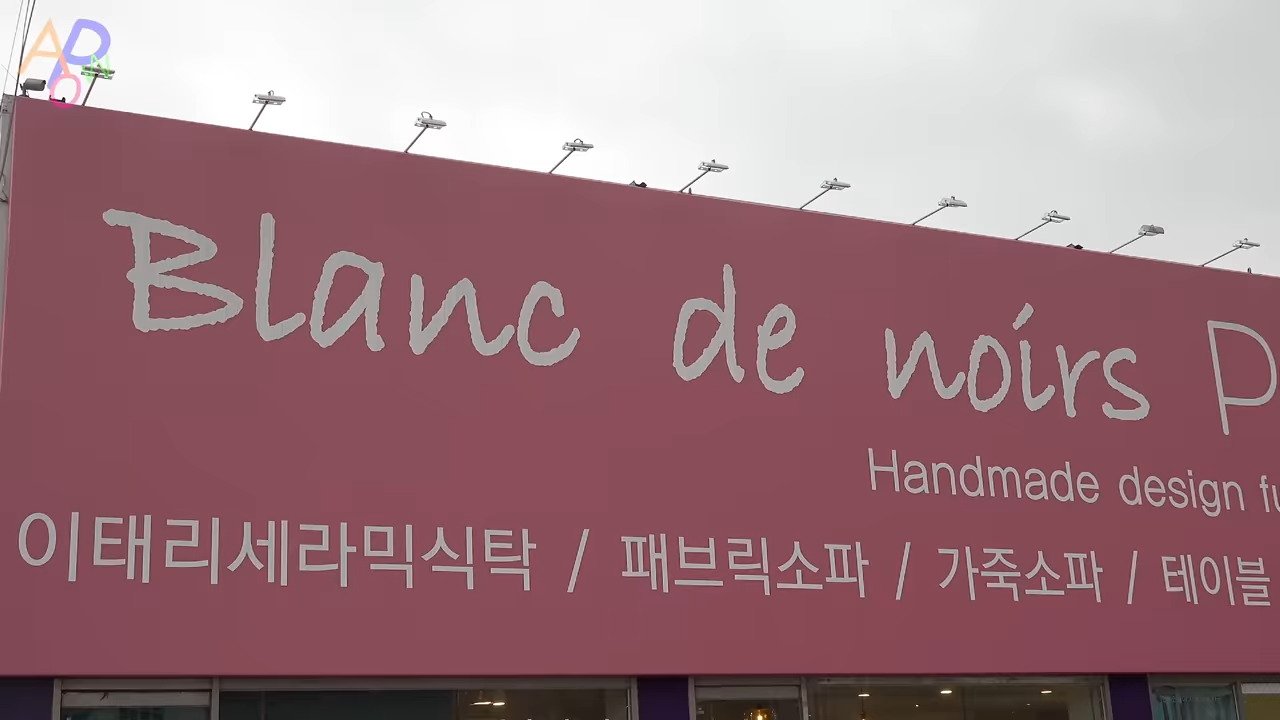 Blanc de noirs P
Handmade design fu
이태리세라믹식탁 / 패브릭소파 / 가죽소파 / 테이블